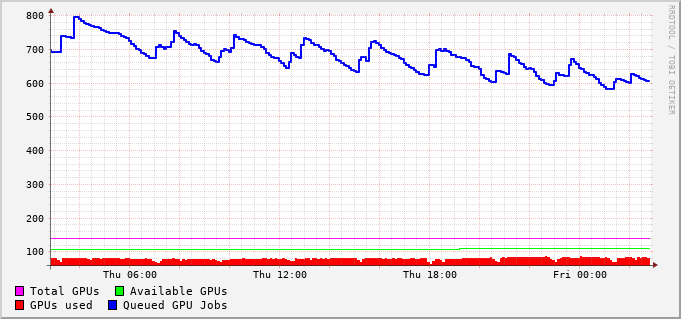 800
700
600
500
400
300
200
100
Thu 06:00 Thu 12:00 Thu 18:00 Fri 00:00
Total GPUs Available GPUs
GPUs used Queued GPU Jobs
RRDTOOL / TOBI OETIKER